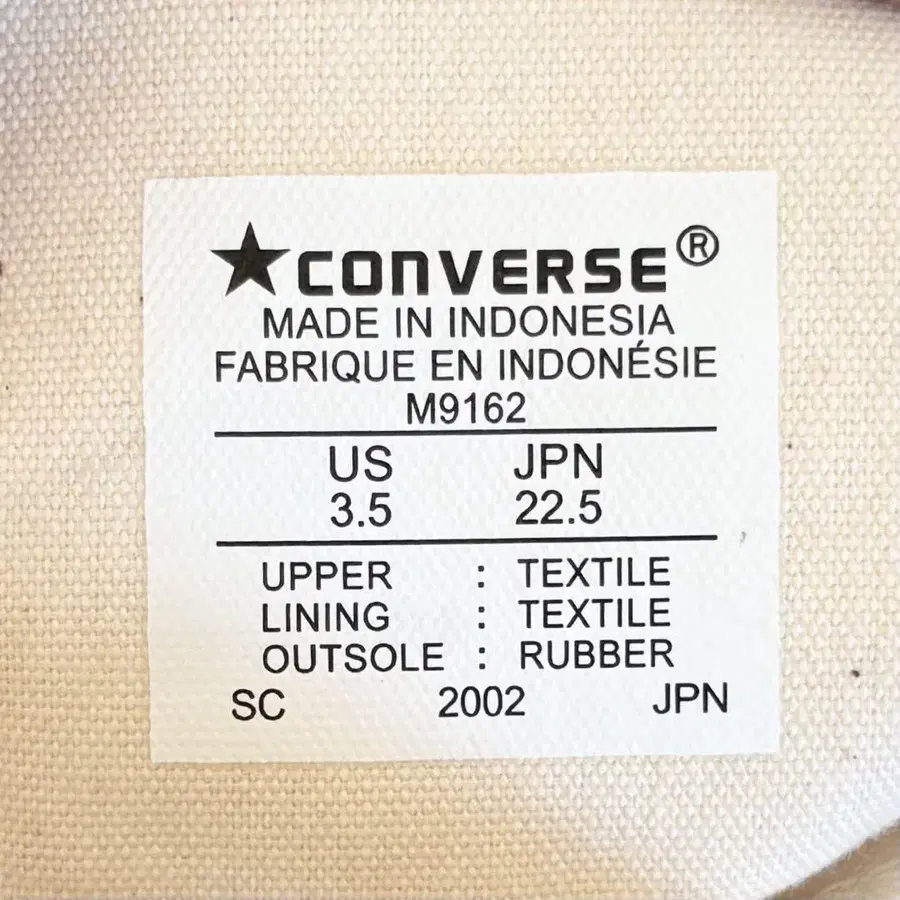 ★CONVERSE®
MADE IN INDONESIA
FABRIQUE EN INDONÉSIE
M9162
US JPN
3.5 22.5
UPPER : TEXTILE
LINING : TEXTILE
OUTSOLE : RUBBER
SC 2002 JPN